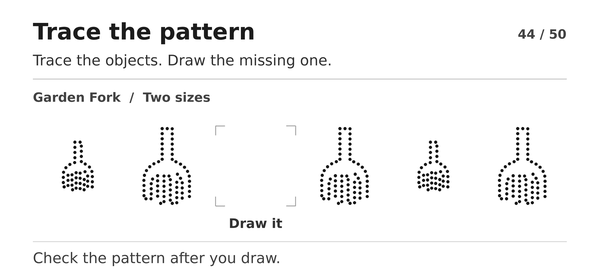 Trace the pattern
44 / 50
Trace the objects. Draw the missing one.
Garden Fork / Two sizes
Draw it
Check the pattern after you draw.